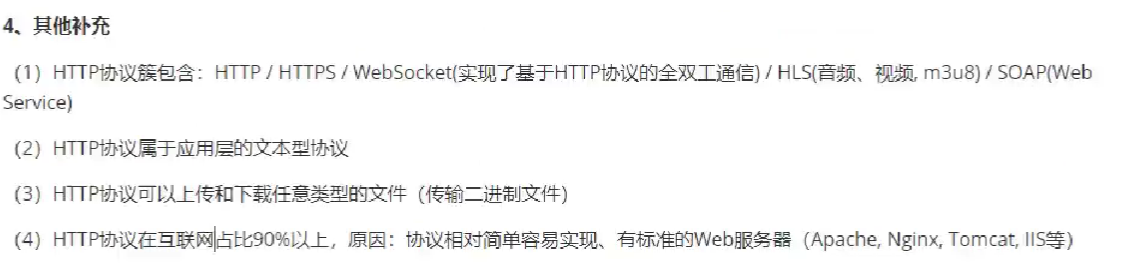 4、其他补充
（1）HTTP协议簇包含：HTTP / HTTPS / WebSocket(实现了基于HTTP协议的全双工通信) / HLS(音频、视频, m3u8) / SOAP(Web
Service)
（2）HTTP协议属于应用层的文本型协议
（3）HTTP协议可以上传和下载任意类型的文件（传输二进制文件）
（4）HTTP协议在互联网占比90%以上，原因：协议相对简单容易实现、有标准的Web服务器（Apache, Nginx, Tomcat, IIS等）